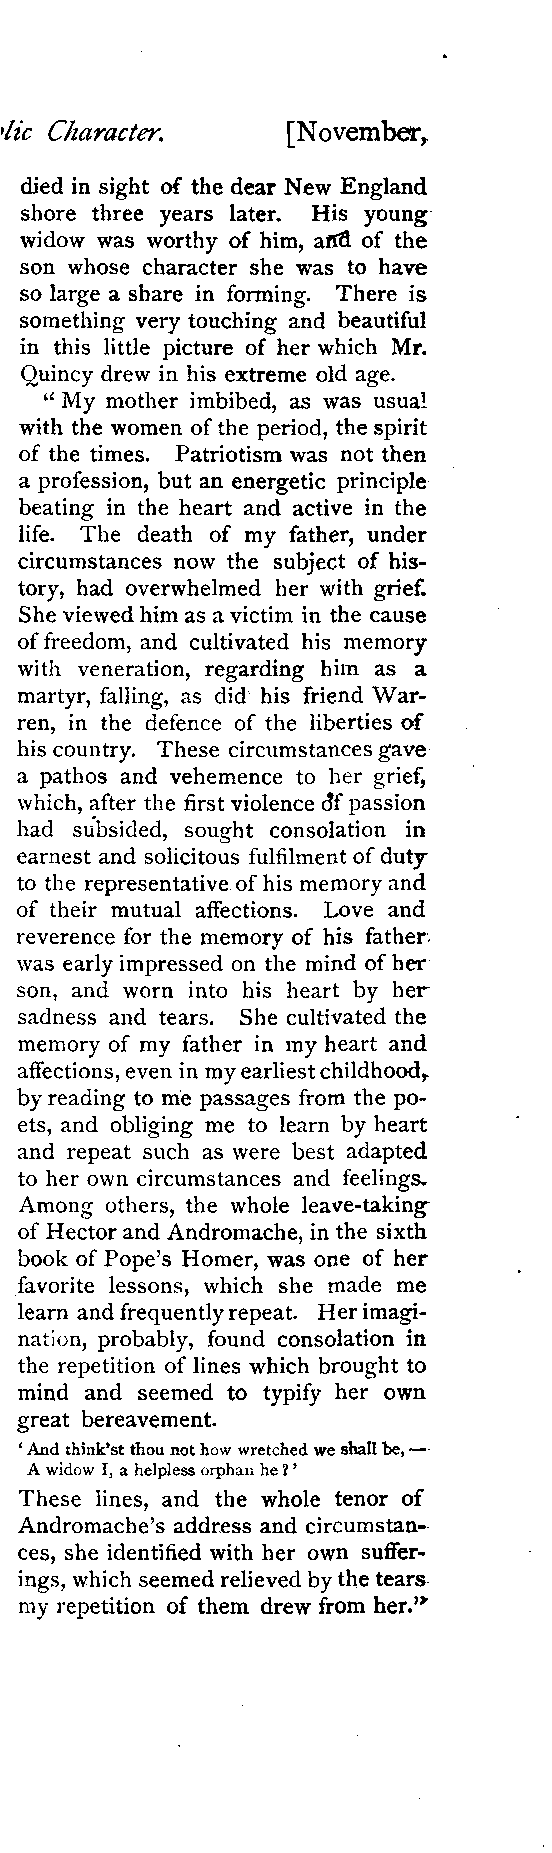 lic Character. [November,
died in sight of the dear New England
shore three years later. His young
widow was worthy of him, and of the
son whose character she was to have
so large a share in forming. There is
something very touching and beautiful
in this little picture of her which Mr.
Quincy drew in his extreme old age.
“ My mother imbibed, as was usual
with the women of the period, the spirit
of the times. Patriotism was not then
a profession, but an energetic principle
beating in the heart and active in the
life. The death of my father, under
circumstances now the subject of his-
tory, had overwhelmed her with grief.
She viewed him as a victim in the cause
of freedom, and cultivated his memory
with veneration, regarding him as a
martyr, falling, as did his friend War-
ren, in the defence of the liberties of
his country. These circumstances gave
a pathos and vehemence to her grief,
which, after the first violence of passion
had subsided, sought consolation in
earnest and solicitous fulfilment of duty
to the representative of his memory and
of their mutual affections. Love and
reverence for the memory of his father
was early impressed on the mind of her
son, and worn into his heart by her
sadness and tears. She cultivated the
memory of my father in my heart and
affections, even in my earliest childhood,
by reading to me passages from the po-
ets, and obliging me to learn by heart
and repeat such as were best adapted
to her own circumstances and feelings.
Among others, the whole leave-taking
of Hector and Andromache, in the sixth
book of Pope's Homer, was one of her
favorite lessons, which she made me
learn and frequently repeat. Her imagi-
nation, probably, found consolation in
the repetition of lines which brought to
mind and seemed to typify her own
great bereavement.
‘ And think'st thou not how wretched we shall be, —
A widow I, a helpless orphan he ? ’
These lines, and the whole tenor of
Andromache's address and circumstan-
ces, she identified with her own suffer-
ings, which seemed relieved by the tears
my repetition of them drew from her.”